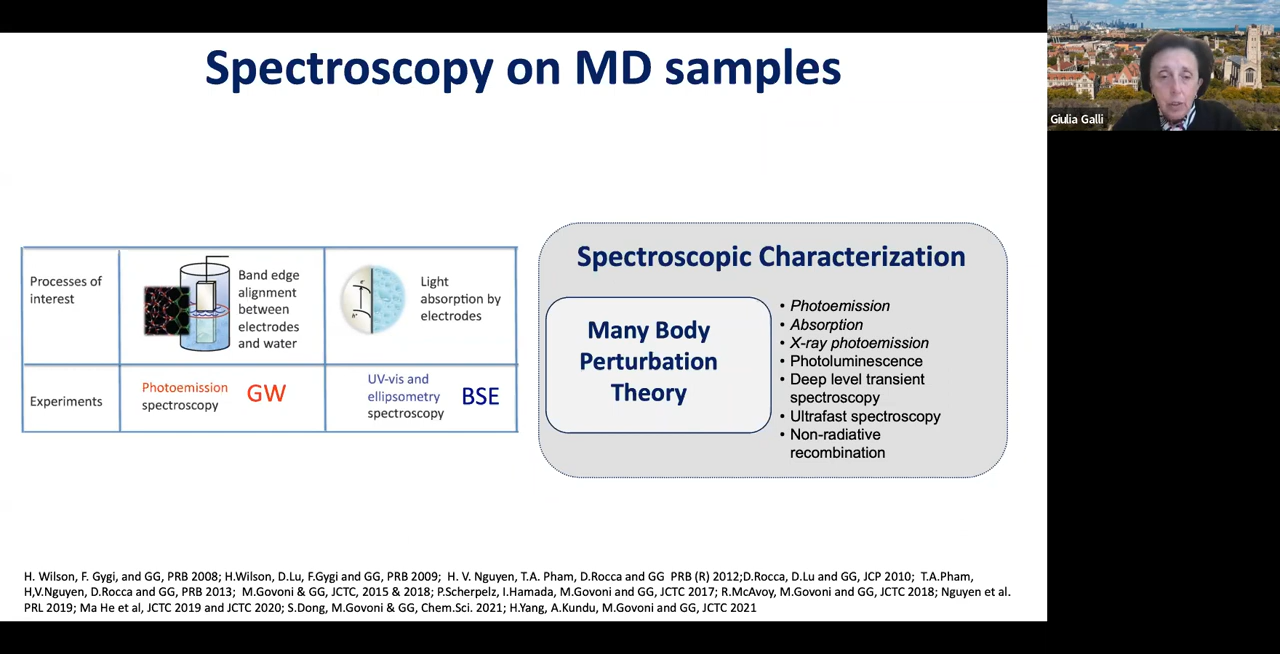 Spectroscopy on MD samples
Giulia Galli
Processes of
interest
Band edge
alignment
between
electrodes
and water
Light
absorption by
electrodes
e-
h+
Experiments
Photoemission
spectroscopy
GW
UV-vis and
ellipsometry
spectroscopy
BSE
Spectroscopic Characterization
Many Body
Perturbation
Theory
• Photoemission
• Absorption
• X-ray photoemission
• Photoluminescence
• Deep level transient
spectroscopy
• Ultrafast spectroscopy
• Non-radiative
recombination
H. Wilson, F. Gygi, and GG, PRB 2008; H.Wilson, D.Lu, F.Gygi and GG, PRB 2009; H. V. Nguyen, T.A. Pham, D.Rocca and GG PRB (R) 2012;D.Rocca, D.Lu and GG, JCP 2010; T.A.Pham,
H,V.Nguyen, D.Rocca and GG, PRB 2013; M.Govoni & GG, JCTC, 2015 & 2018; P.Scherpelz, I.Hamada, M.Govoni and GG, JCTC 2017; R.McAvoy, M.Govoni and GG, JCTC 2018; Nguyen et al.
PRL 2019; Ma He et al, JCTC 2019 and JCTC 2020; S.Dong, M.Govoni & GG, Chem.Sci. 2021; H.Yang, A.Kundu, M.Govoni and GG, JCTC 2021